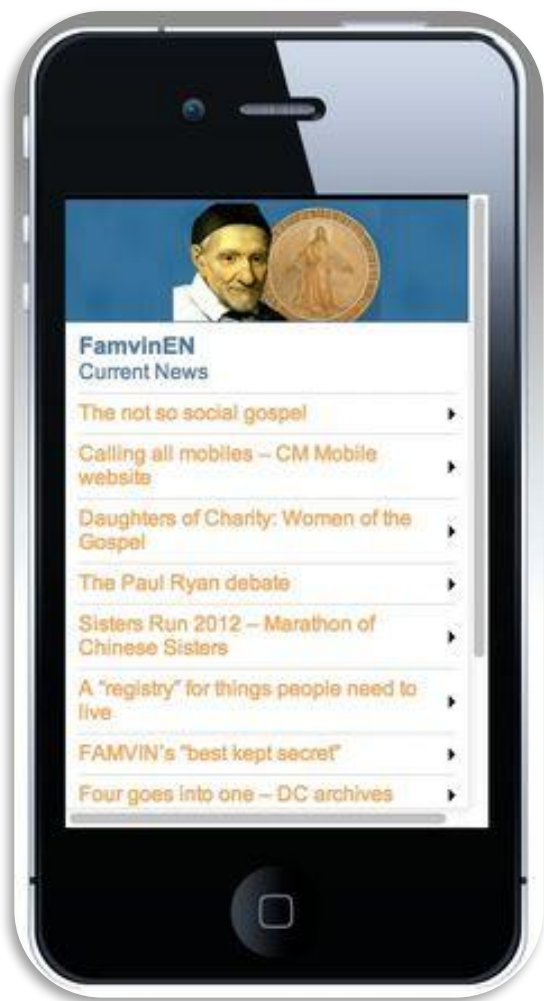 FamvinEN
Current News
The not so social gospel
Calling all mobiles – CM Mobile
website
Daughters of Charity: Women of the
Gospel
The Paul Ryan debate
Sisters Run 2012 – Marathon of
Chinese Sisters
A "registry" for things people need to
live
FAMVIN's "best kept secret"
Four goes into one – DC archives